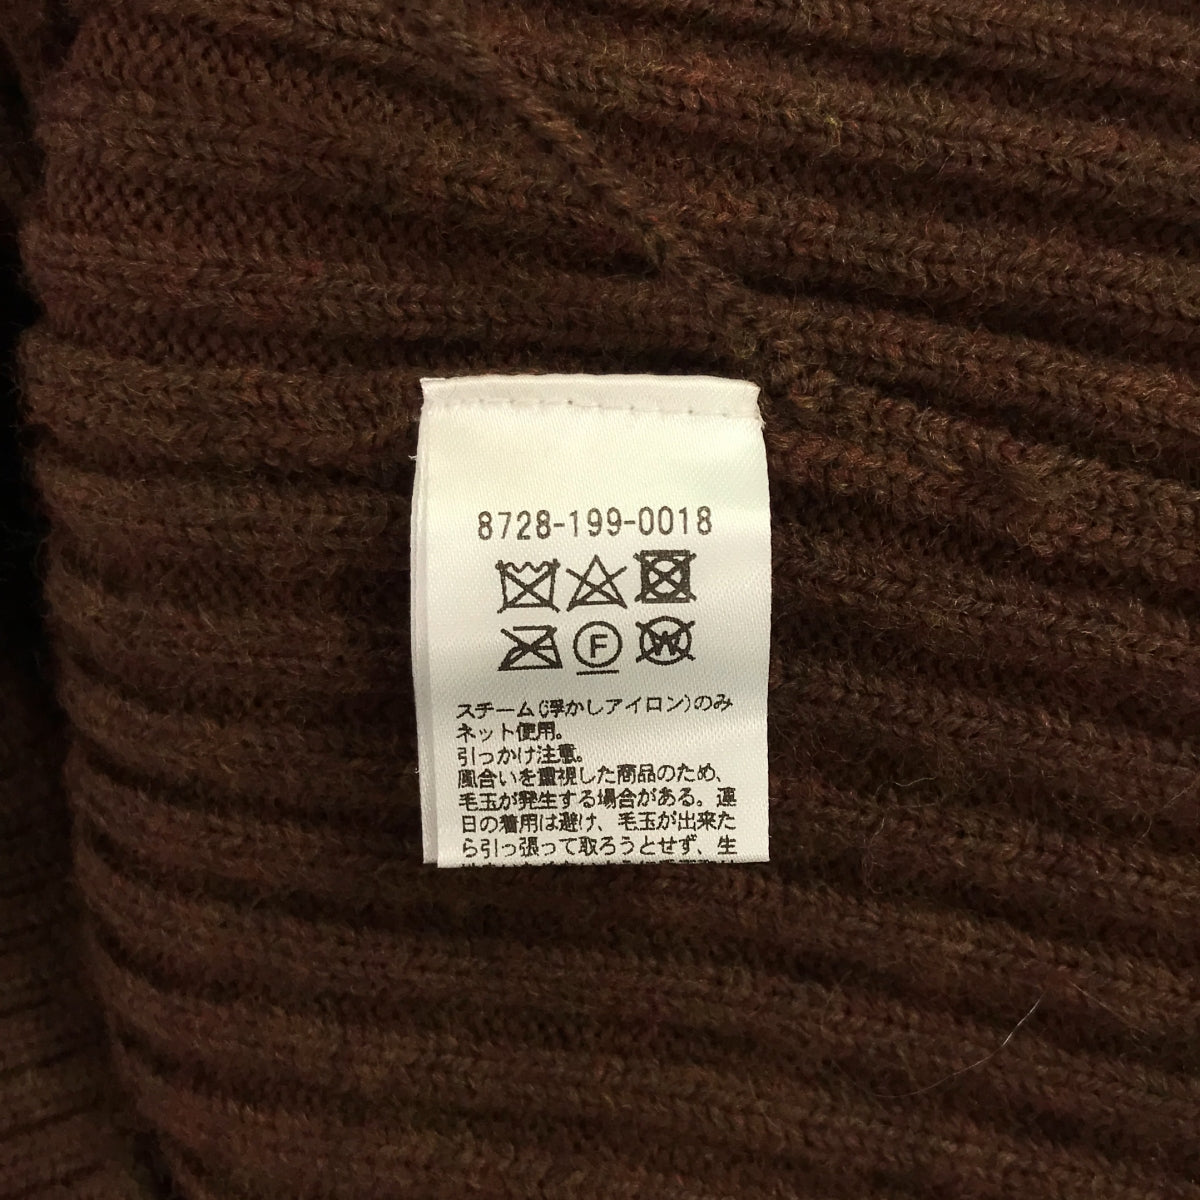 8728-199-0018
F
W
スチーム(浮かしアイロン)のみ
ネット使用。
引っかけ注意。
風合いを重視した商品のため、
毛玉が発生する場合がある。連
日の着用は避け、毛玉が出来た
ら引っ張って取ろうとせず、生